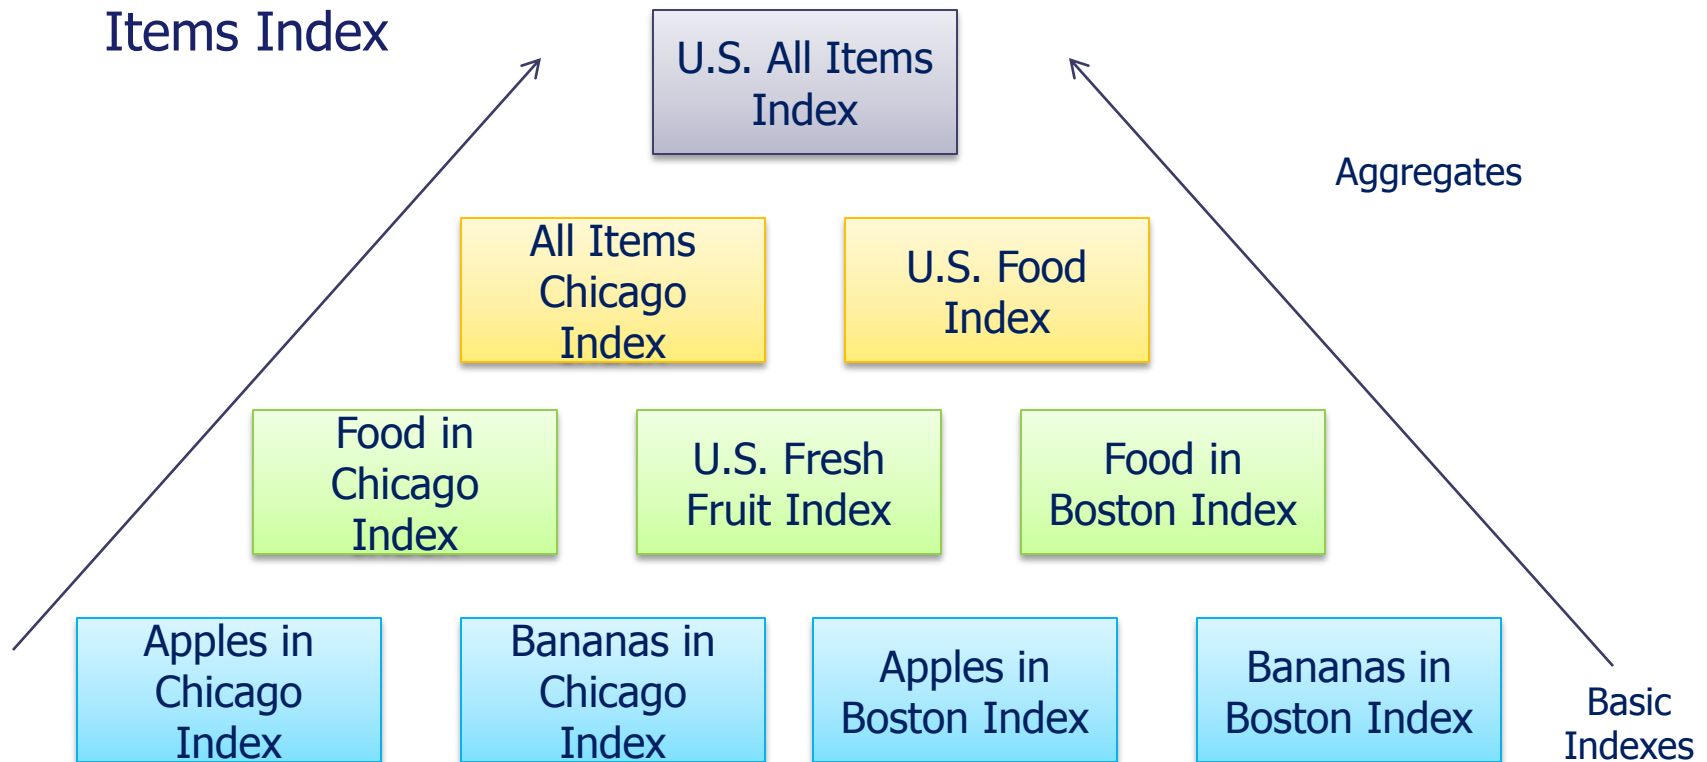 Items Index
U.S. All Items
Index
Aggregates
All Items
Chicago
Index
U.S. Food
Index
Food in
Chicago
Index
U.S. Fresh
Fruit Index
Food in
Boston Index
Apples in
Chicago
Index
Bananas in
Chicago
Index
Apples in
Boston Index
Bananas in
Boston Index
Basic
Indexes